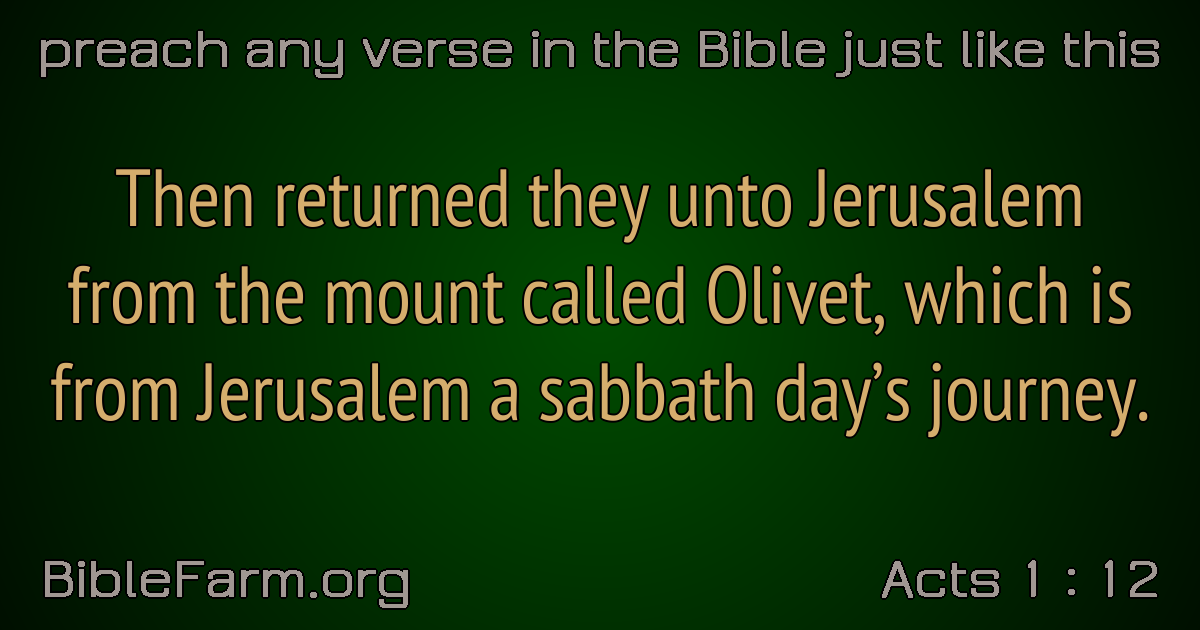 preach any verse in the Bible just like this
Then returned they unto Jerusalem
from the mount called Olivet, which is
from Jerusalem a sabbath day’s journey.
BibleFarm.org
Acts 1 : 12